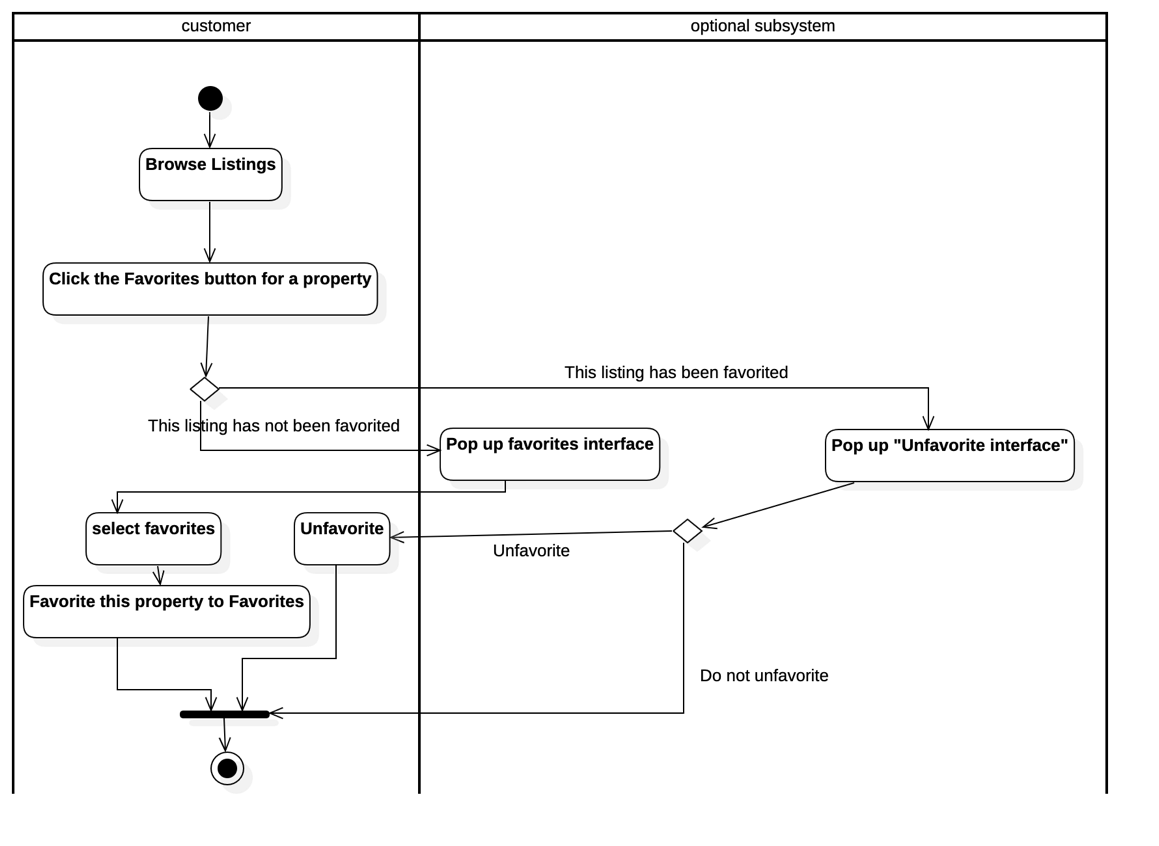 customer
optional subsystem
Browse Listings
Click the Favorites button for a property
This listing has been favorited
This listing has not been favorited
Pop up favorites interface
Pop up "Unfavorite interface"
select favorites
Unfavorite
Unfavorite
Favorite this property to Favorites
Do not unfavorite